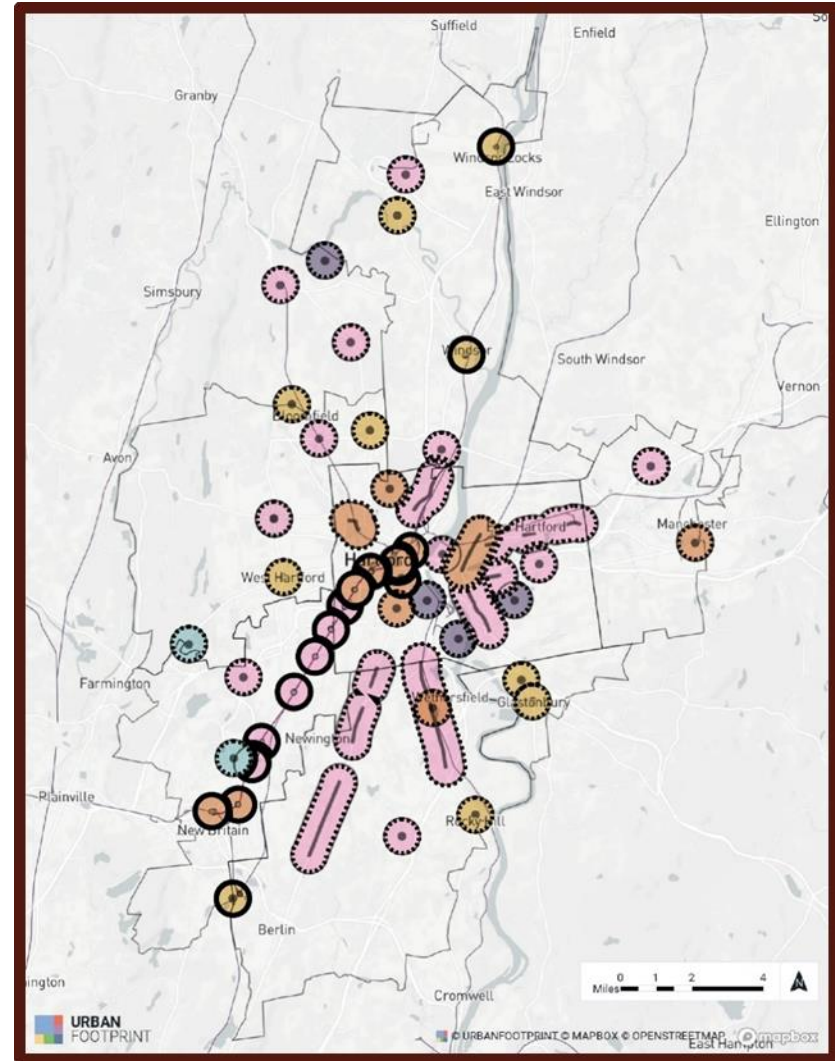 So
Suffield
Enfield
Granby
Windsor Locks
East Windsor
Ellington
Simsbury
Windsor
South Windsor
Vernon
Bloomfield
Avon
East Hartford
Manchester
Hartford
West Hartford
Farmington
Wethersfield
Glastonbury
Newington
Plainville
Rocky Hill
New Britain
Berlin
ington
Cromwell
0 1 2 4
Miles
N
URBAN
FOOTPRINT
© URBANFOOTPRINT © MAPBOX © OPENSTREETMAP
mapbox
East Hampton